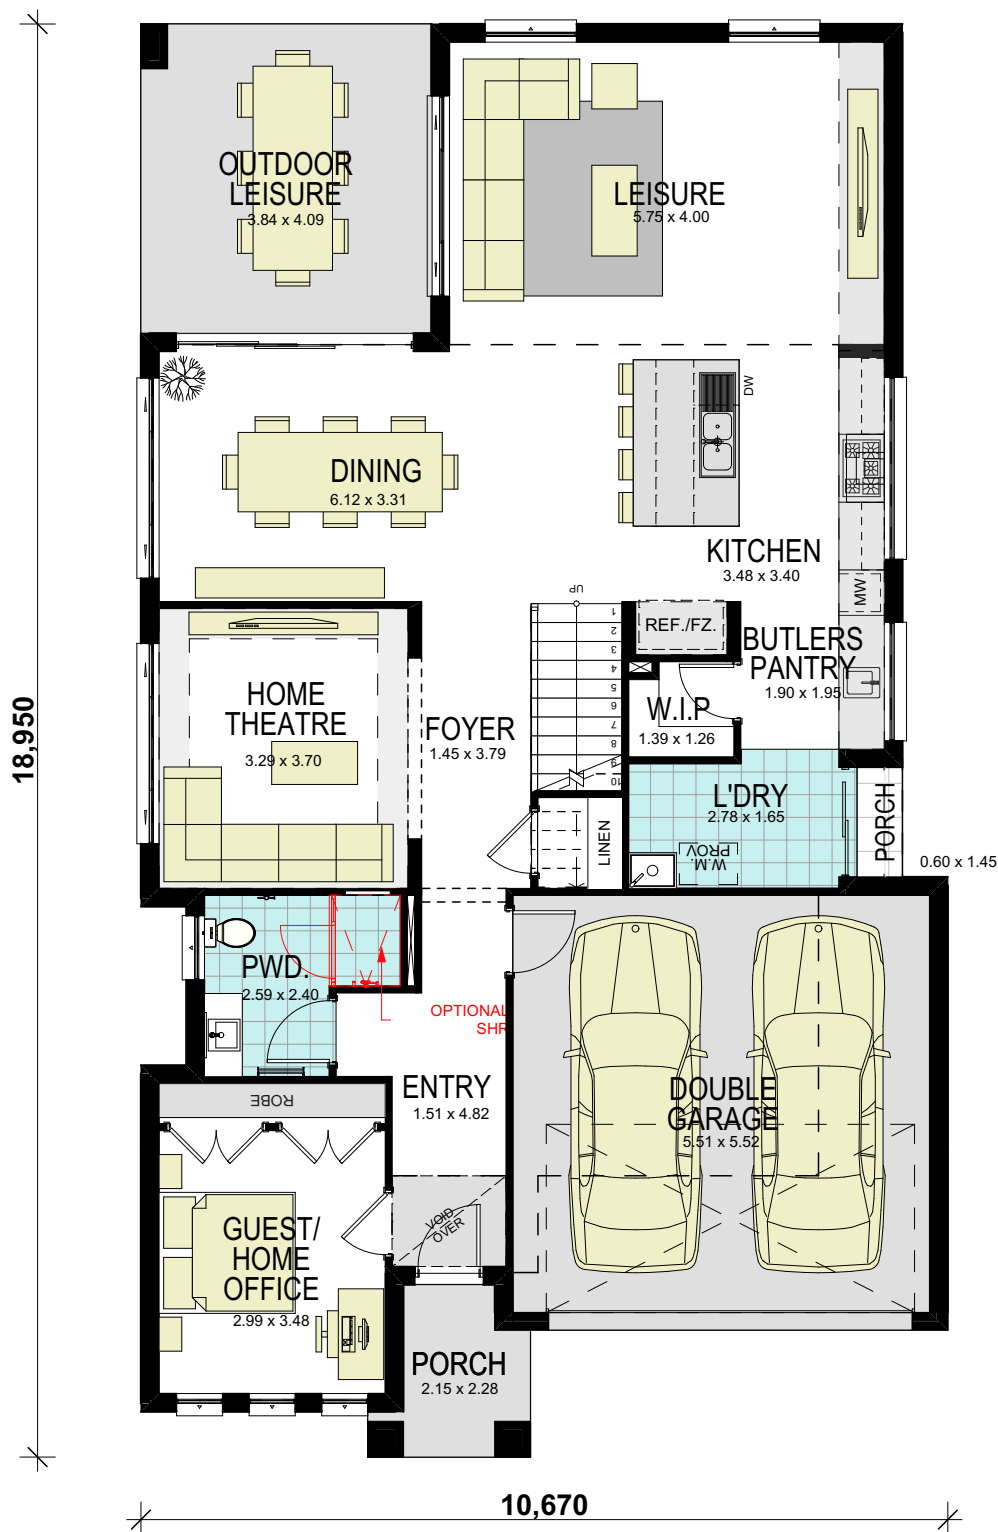 OUTDOOR
LEISURE
3.84 x 4.09
LEISURE
5.75 x 4.00
DW
DINING
6.12 x 3.31
KITCHEN
3.48 x 3.40
MW
UP
1
2
3
4
5
6
7
8
9
10
REF./FZ.
BUTLERS
PANTRY
1.90 x 1.95
HOME
THEATRE
3.29 x 3.70
FOYER
1.45 x 3.79
W.I.P
1.39 x 1.26
18,950
L'DRY
2.78 x 1.65
LINEN
W.M.
PROV
PORCH
0.60 x 1.45
PWD.
2.59 x 2.40
OPTIONAL
SHR
ENTRY
1.51 x 4.82
ROBE
DOUBLE
GARAGE
5.51 x 5.52
VOID
OVER
GUEST/
HOME
OFFICE
2.99 x 3.48
PORCH
2.15 x 2.28
10,670